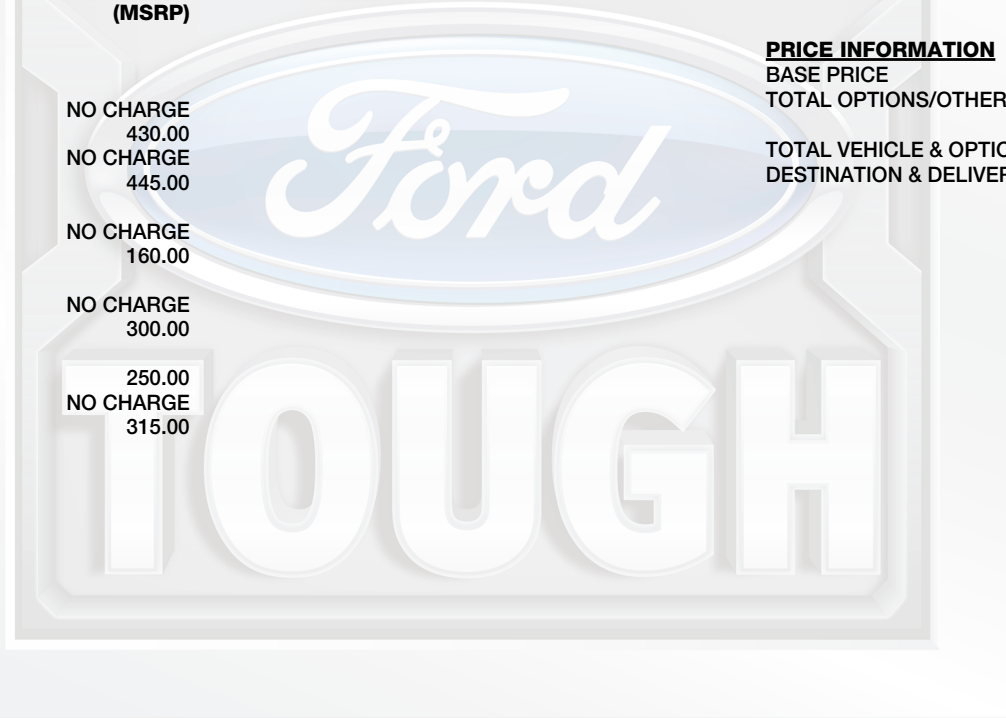 (MSRP)
NO CHARGE
430.00
NO CHARGE
445.00
NO CHARGE
160.00
NO CHARGE
300.00
250.00
NO CHARGE
315.00
PRICE INFORMATION
BASE PRICE
TOTAL OPTIONS/OTHER
TOTAL VEHICLE & OPTIO
DESTINATION & DELIVER
Ford
TOUGH